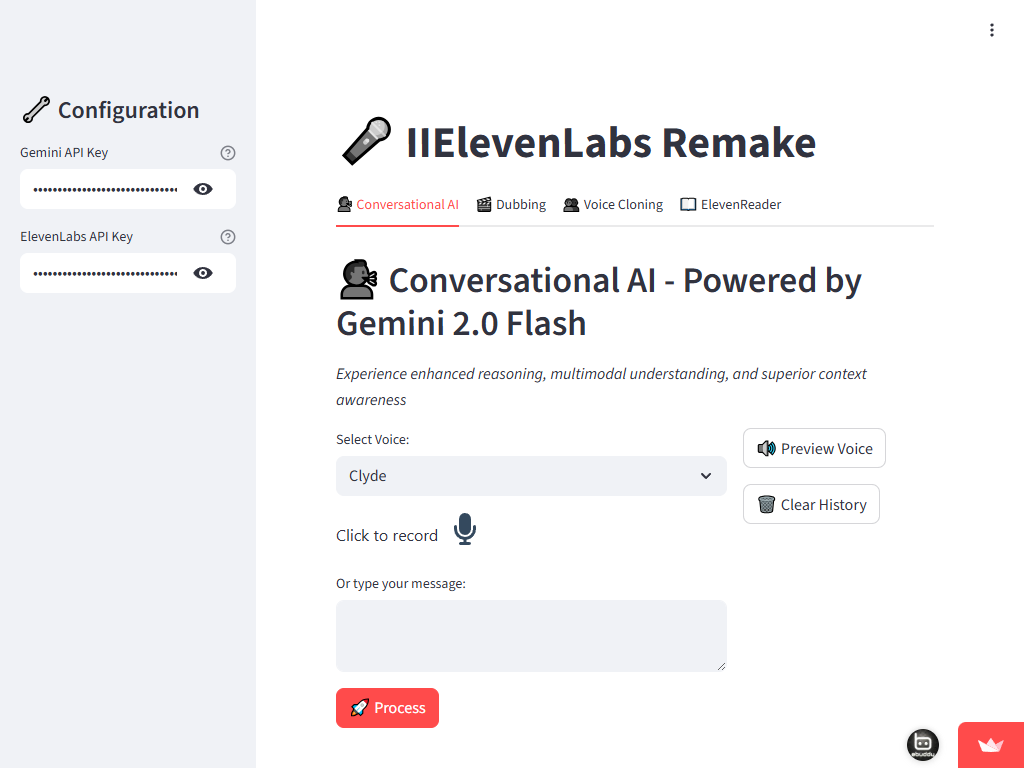 Configuration
Gemini API Key
ElevenLabs API Key
IIElevenLabs Remake
Conversational AI
Dubbing
Voice Cloning
ElevenReader
Conversational AI - Powered by
Gemini 2.0 Flash
Experience enhanced reasoning, multimodal understanding, and superior context
awareness
Select Voice:
Clyde
Preview Voice
Clear History
Click to record
Or type your message:
Process